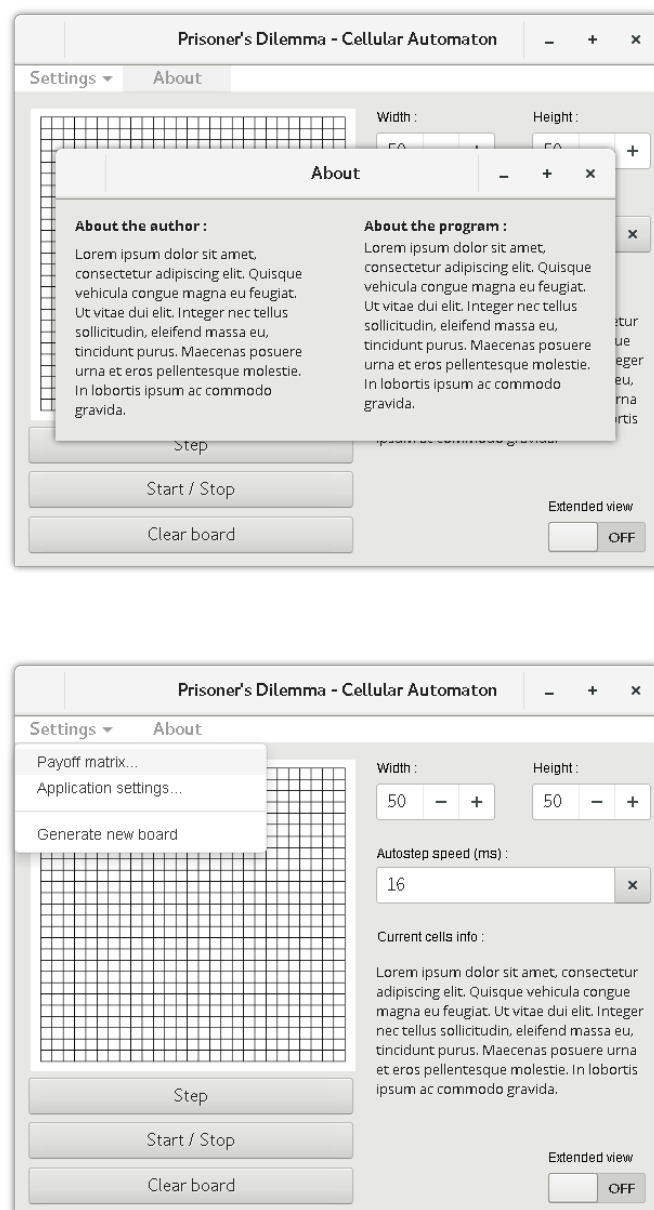 Prisoner's Dilemma - Cellular Automaton
Settings About
Width : Height :
50 50
About
About the author :
Lorem ipsum dolor sit amet,
consectetur adipiscing elit. Quisque
vehicula congue magna eu feugiat.
Ut vitae dui elit. Integer nec tellus
sollicitudin, eleifend massa eu,
tincidunt purus. Maecenas posuere
urna et eros pellentesque molestie.
In lobortis ipsum ac commodo
gravida.
About the program :
Lorem ipsum dolor sit amet,
consectetur adipiscing elit. Quisque
vehicula congue magna eu feugiat.
Ut vitae dui elit. Integer nec tellus
sollicitudin, eleifend massa eu,
tincidunt purus. Maecenas posuere
urna et eros pellentesque molestie.
In lobortis ipsum ac commodo
gravida.
ipsum ac commodo gravida.
Step
Start / Stop
Clear board
Extended view
OFF
Prisoner's Dilemma - Cellular Automaton
Settings About
Payoff matrix...
Application settings...
Generate new board
Width : Height :
50 − + 50 − +
Autostep speed (ms) :
16
Current cells info :
Lorem ipsum dolor sit amet, consectetur
adipiscing elit. Quisque vehicula congue
magna eu feugiat. Ut vitae dui elit. Integer
nec tellus sollicitudin, eleifend massa eu,
tincidunt purus. Maecenas posuere urna
et eros pellentesque molestie. In lobortis
ipsum ac commodo gravida.
Step
Start / Stop
Clear board
Extended view
OFF